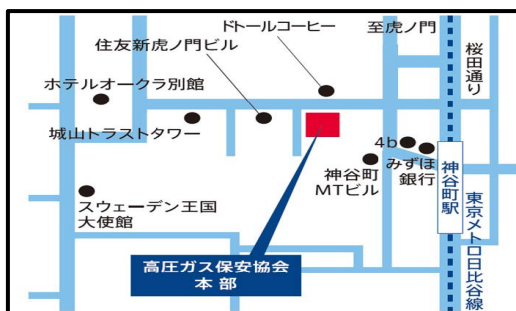 ドトールコーヒー
至虎ノ門
住友新虎ノ門ビル
桜田通り
ホテルオークラ別館
城山トラストタワー
4b
みずほ
銀行
神谷町
MTビル
神谷町駅
スウェーデン王国
大使館
東京メトロ日比谷線
高圧ガス保安協会
本部